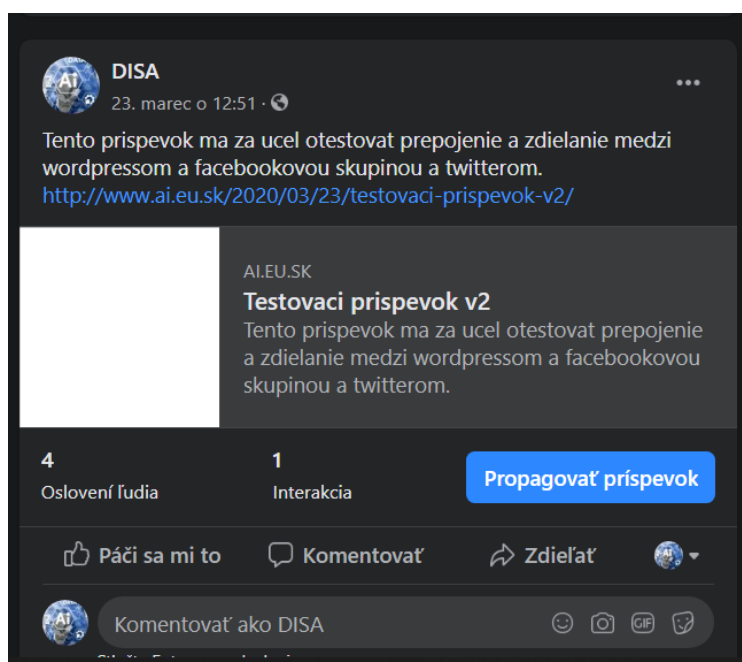 DISA
23. marec o 12:51 ·
Tento prispevok ma za ucel otestovat prepojenie a zdielanie medzi
wordpressom a facebookovou skupinou a twitterom.
http://www.ai.eu.sk/2020/03/23/testovaci-prispevok-v2/
AI.EU.SK
Testovaci prispevok v2
Tento prispevok ma za ucel otestovat prepojenie
a zdielanie medzi wordpressom a facebookovou
skupinou a twitterom.
4
Oslovení ľudia
1
Interakcia
Propagovať príspevok
Páči sa mi to
Komentovať
Zdieľať
Komentovať ako DISA
GIF